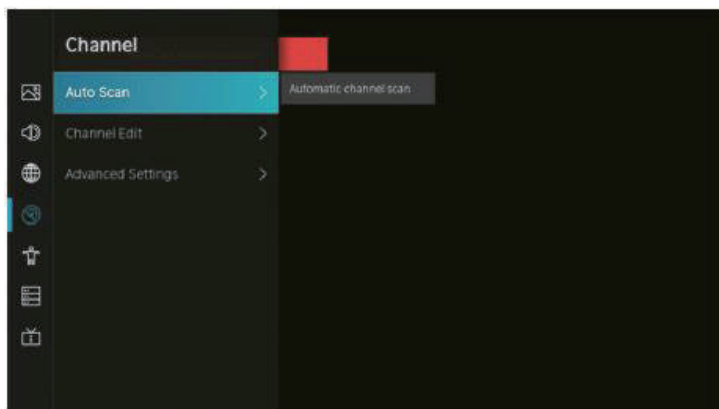 Channel
Auto Scan
Automatic channel scan
Channel Edit
Advanced Settings